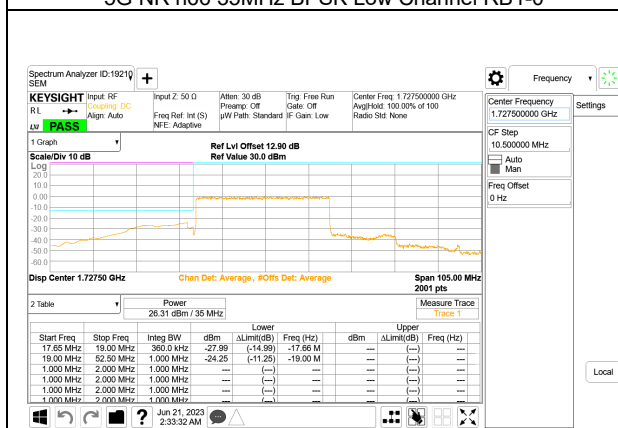 Spectrum Analyzer ID:19210
SEM
Frequency
KEYSIGHT
Input: RF
Input Z: 50 Ω
Atten: 30 dB
Trig: Free Run
Center Freq: 1.727500000 GHz
R L
Coupling: DC
Preamp: Off
Gate: Off
Avg|Hold: 100.00% of 100
Align: Auto
Freq Ref: Int (S)
µW Path: Standard
IF Gain: Low
Radio Std: None
NFE: Adaptive
LXI
PASS
Center Frequency
1.727500000 GHz
Settings
CF Step
10.500000 MHz
Auto
Man
Freq Offset
0 Hz
1 Graph
Ref Lvl Offset 12.90 dB
Scale/Div 10 dB
Ref Value 30.0 dBm
Log
20.0
10.0
0.00
-10.0
-20.0
-30.0
-40.0
-50.0
-60.0
Disp Center 1.72750 GHz
Chan Det: Average , #Offs Det: Average
Span 105.00 MHz
2001 pts
2 Table
Power
Measure Trace
26.31 dBm / 35 MHz
Trace 1
Lower Upper
Start Freq Stop Freq Integ BW dBm ΔLimit(dB) Freq (Hz) dBm ΔLimit(dB) Freq (Hz)
17.65 MHz 19.00 MHz 360.0 kHz -27.99 (-14.99) -17.66 M --- (---) ---
19.00 MHz 52.50 MHz 1.000 MHz -24.25 (-11.25) -19.00 M --- (---) ---
1.000 MHz 2.000 MHz 1.000 MHz --- (---) --- --- (---) ---
1.000 MHz 2.000 MHz 1.000 MHz --- (---) --- --- (---) ---
1.000 MHz 2.000 MHz 1.000 MHz --- (---) --- --- (---) ---
1.000 MHz 2.000 MHz 1.000 MHz --- (---) --- --- (---) ---
Local
? Jun 21, 2023
2:33:32 AM